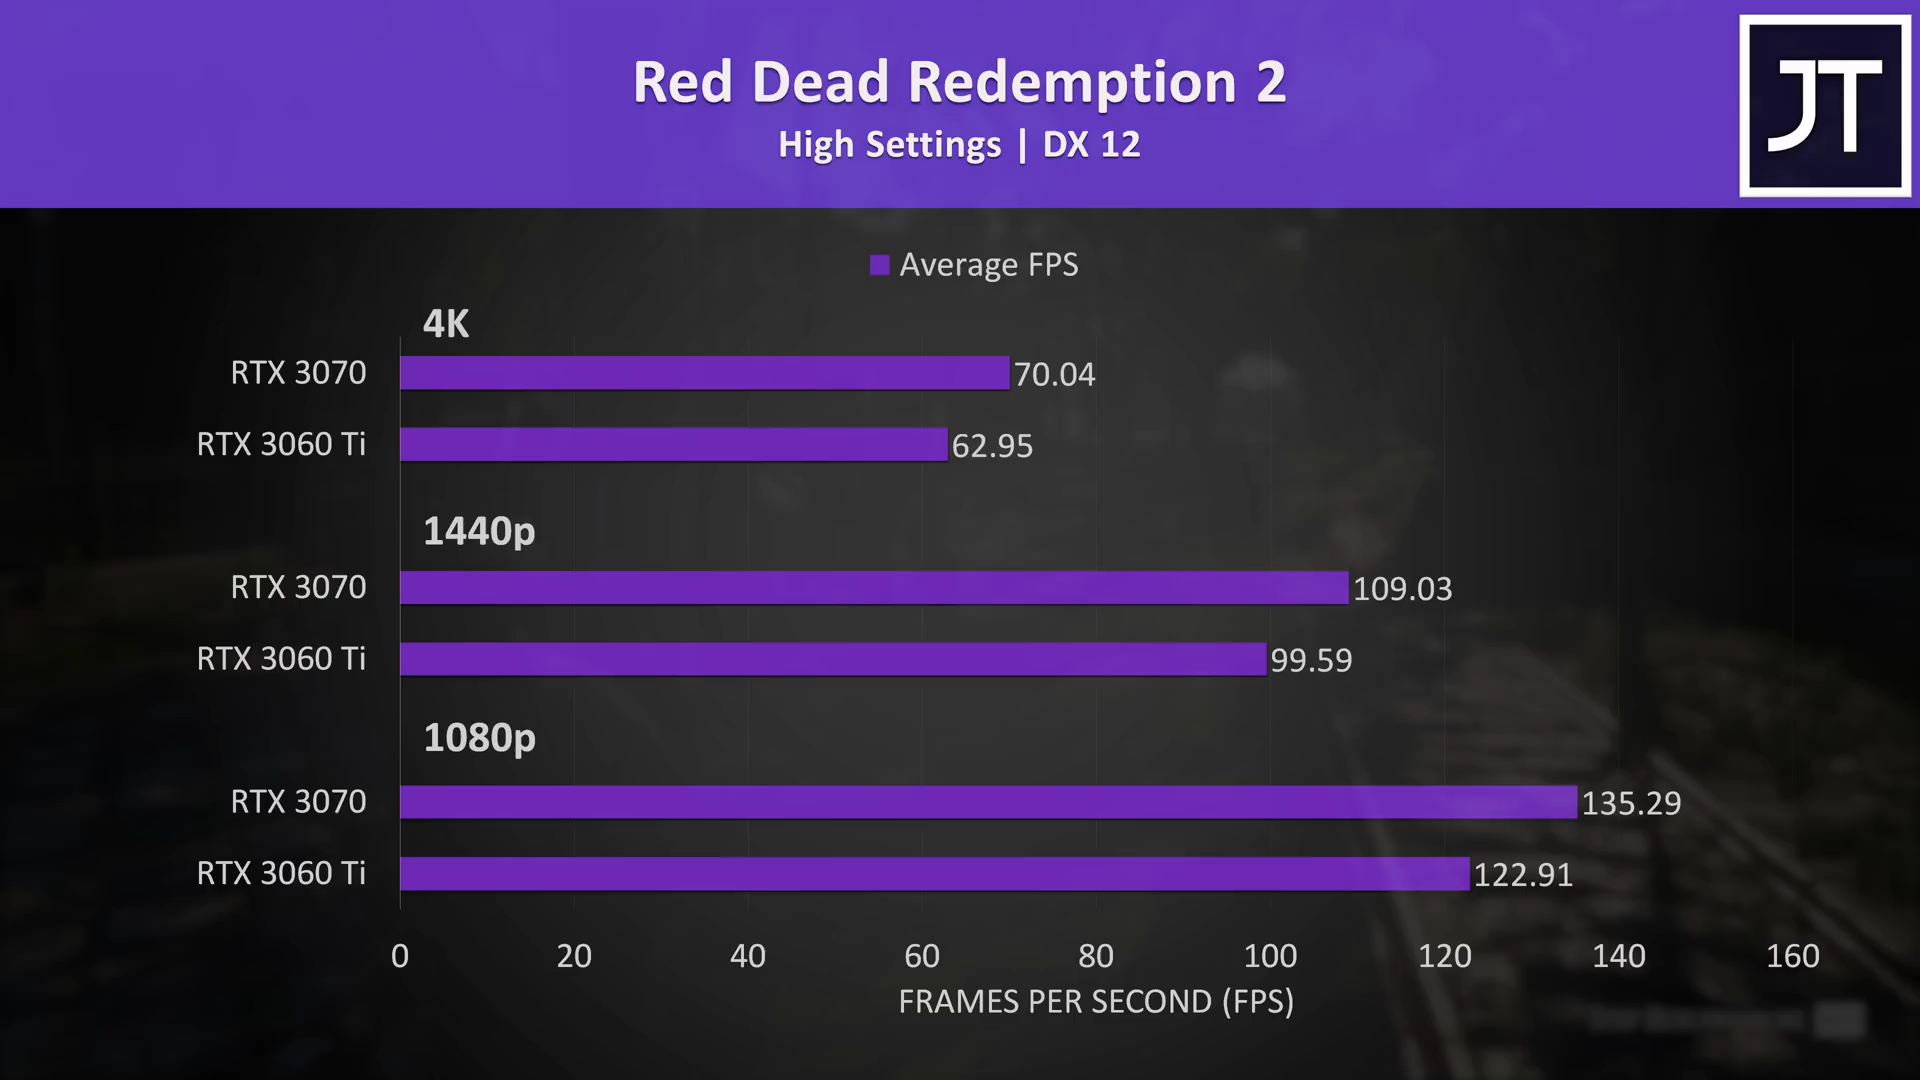 Red Dead Redemption 2
High Settings | DX 12
JT
Average FPS
4K
RTX 3070
70.04
RTX 3060 Ti
62.95
1440p
RTX 3070
109.03
RTX 3060 Ti
99.59
1080p
RTX 3070
135.29
RTX 3060 Ti
122.91
0 20 40 60 80 100 120 140 160
FRAMES PER SECOND (FPS)